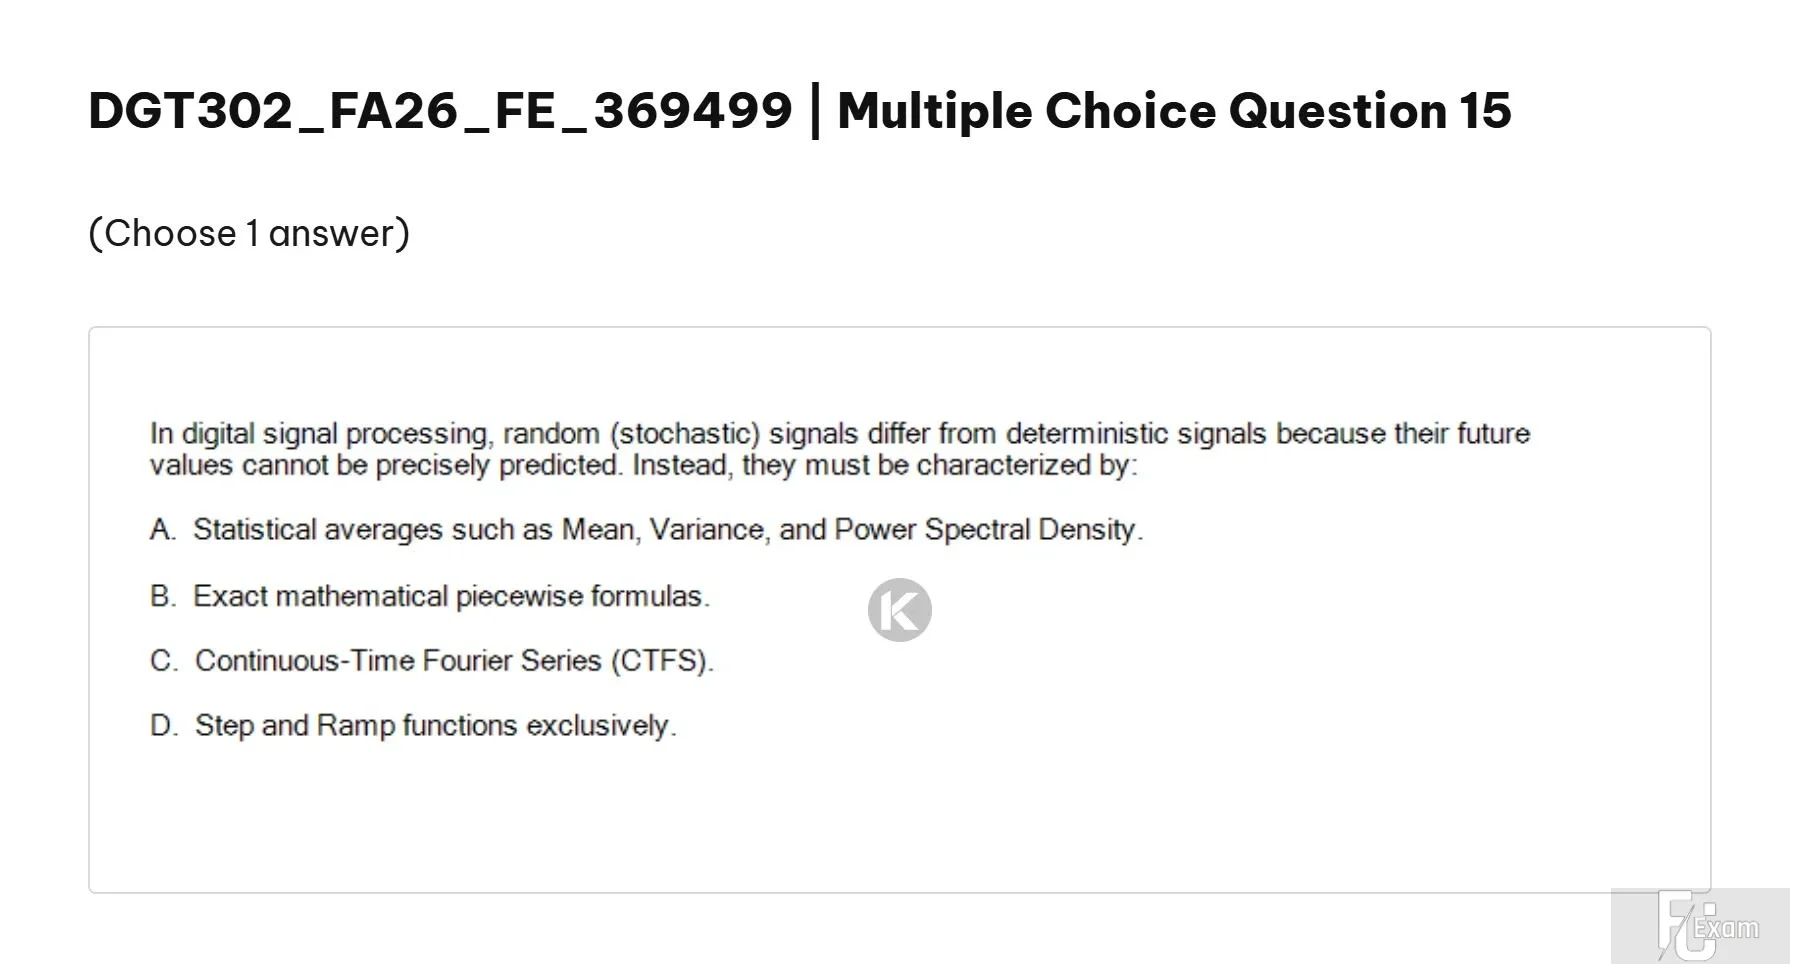 DGT302_FA26_FE_369499 | Multiple Choice Question 15
(Choose 1 answer)
In digital signal processing, random (stochastic) signals differ from deterministic signals because their future
values cannot be precisely predicted. Instead, they must be characterized by:
A. Statistical averages such as Mean, Variance, and Power Spectral Density.
B. Exact mathematical piecewise formulas.
K
C. Continuous-Time Fourier Series (CTFS).
D. Step and Ramp functions exclusively.
Exam